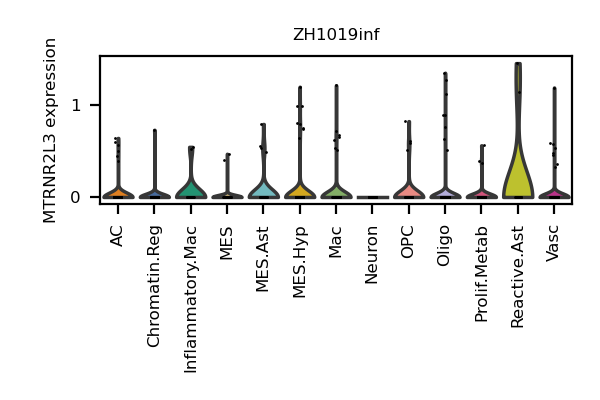 ZH1019inf
MTRNR2L3 expression
1
0
AC
Chromatin.Reg
Inflammatory.Mac
MES
MES.Ast
MES.Hyp
Mac
Neuron
OPC
Oligo
Prolif.Metab
Reactive.Ast
Vasc